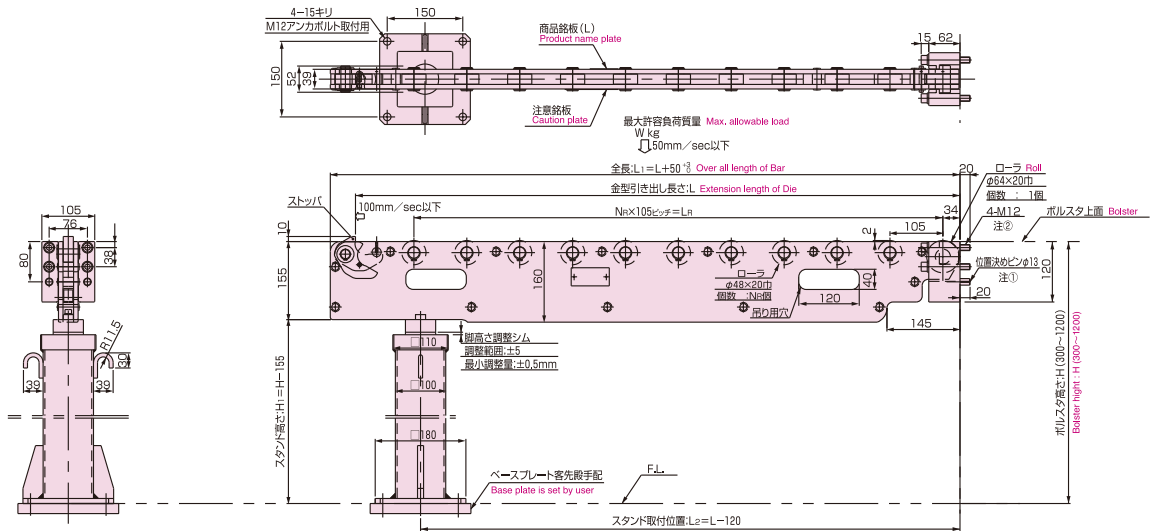 4-15キリ
M12アンカボルト取付用
150
150
52
39
商品銘板(L)
Product name plate
注意銘板
Caution plate
15
62
最大許容負荷質量 Max. allowable load
W kg
50mm/sec以下
全長:L1=L+50 +3 0 Over all length of Bar
20
ローラ Roll
φ64×20巾
個数 : 1個
金型引き出し長さ:L Extension length of Die
ストッパ
100mm/sec以下
NR×105ピッチ=LR
34
4-M12
注②
ボルスタ上面 Bolster
105
76
80
38
10
155
2
105
160
ローラ
φ48×20巾
個数 :NR個
吊り用穴
40
120
位置決めピンφ13
注①
120
20
145
R11.5
30
39
39
脚高さ調整シム
調整範囲:±5
最小調整量:±0,5mm
□110
□100
□180
スタンド高さ:H1=H-155
ボルスタ高さ:H(300~1200)
Bolster hight : H (300~1200)
ベースプレート客先殿手配
Base plate is set by user
F.L.
スタンド取付位置:L2=L-120